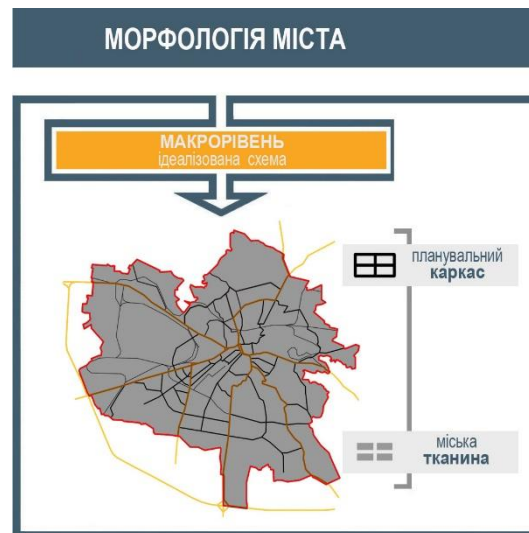 МОРФОЛОГІЯ МІСТА
МАКРОРІВЕНЬ
ідеалізована схема
планувальний
каркас
міська
тканина